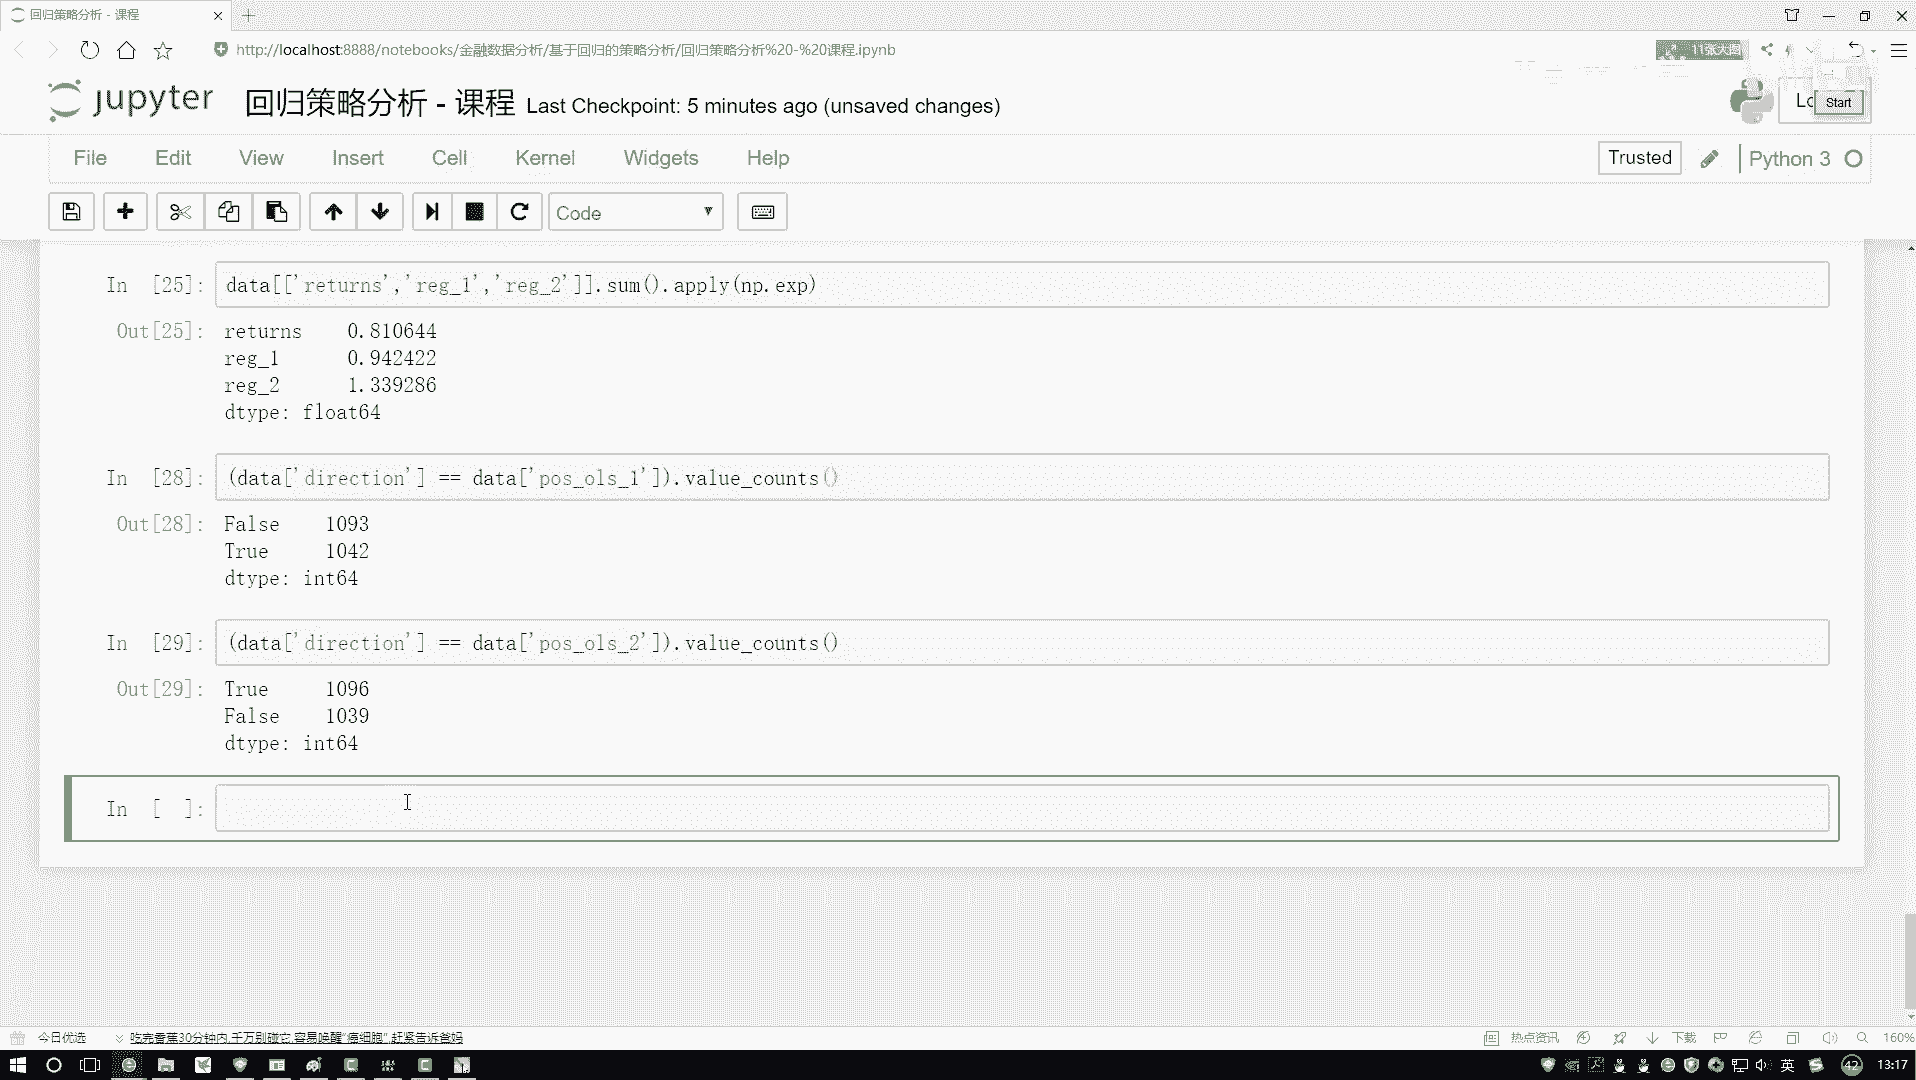 回归策略分析 - 课程
http://localhost:8888/notebooks/金融数据分析/基于回归的策略分析/回归策略分析%20-%20课程.ipynb
11张大图
jupyter 回归策略分析 - 课程 Last Checkpoint: 5 minutes ago (unsaved changes)
Start
File Edit View Insert Cell Kernel Widgets Help
Trusted Python 3
Code
In [25]: data[['returns','reg_1','reg_2']].sum().apply(np.exp)
Out[25]: returns 0.810644
reg_1 0.942422
reg_2 1.339286
dtype: float64
In [28]: (data['direction'] == data['pos_ols_1']).value_counts()
Out[28]: False 1093
True 1042
dtype: int64
In [29]: (data['direction'] == data['pos_ols_2']).value_counts()
Out[29]: True 1096
False 1039
dtype: int64
In [ ]:
今日优选 吃完香蕉30分钟内,千万别碰它,容易唤醒"癌细胞",赶紧告诉爸妈 热点资讯 下载 160%
英 42 13:17